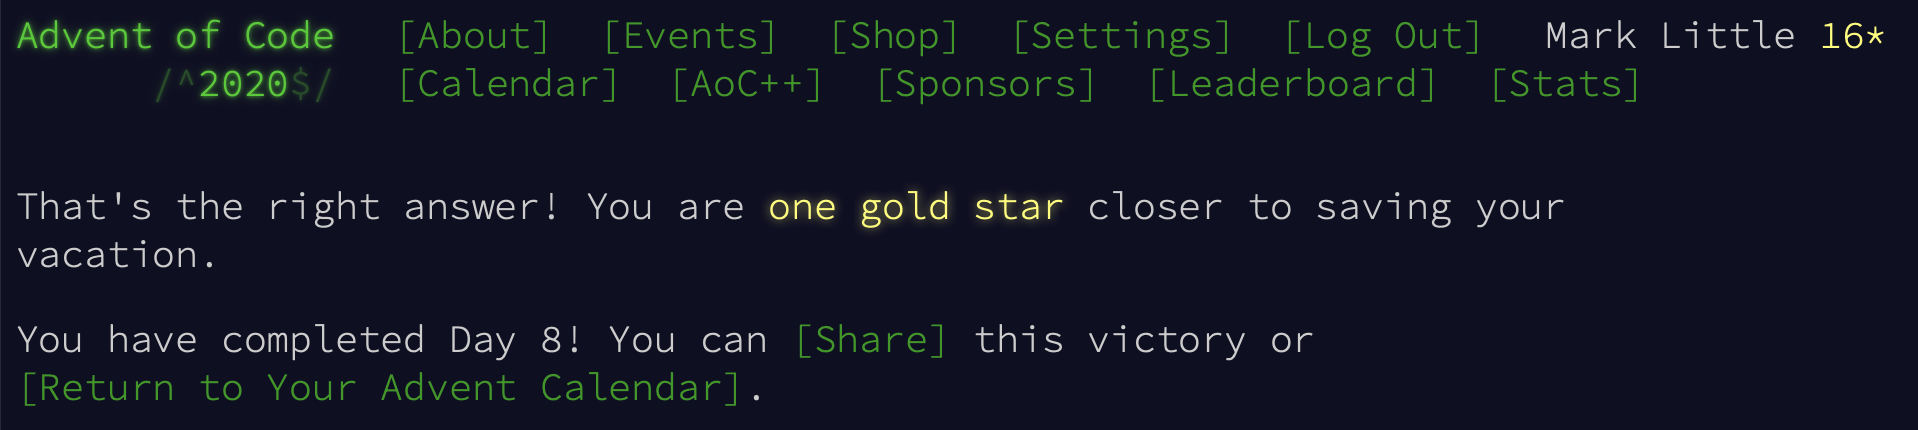 Advent of Code [About] [Events] [Shop] [Settings] [Log Out] Mark Little 16*
/^2020$/ [Calendar] [AoC++] [Sponsors] [Leaderboard] [Stats]
That's the right answer! You are one gold star closer to saving your
vacation.
You have completed Day 8! You can [Share] this victory or
[Return to Your Advent Calendar].